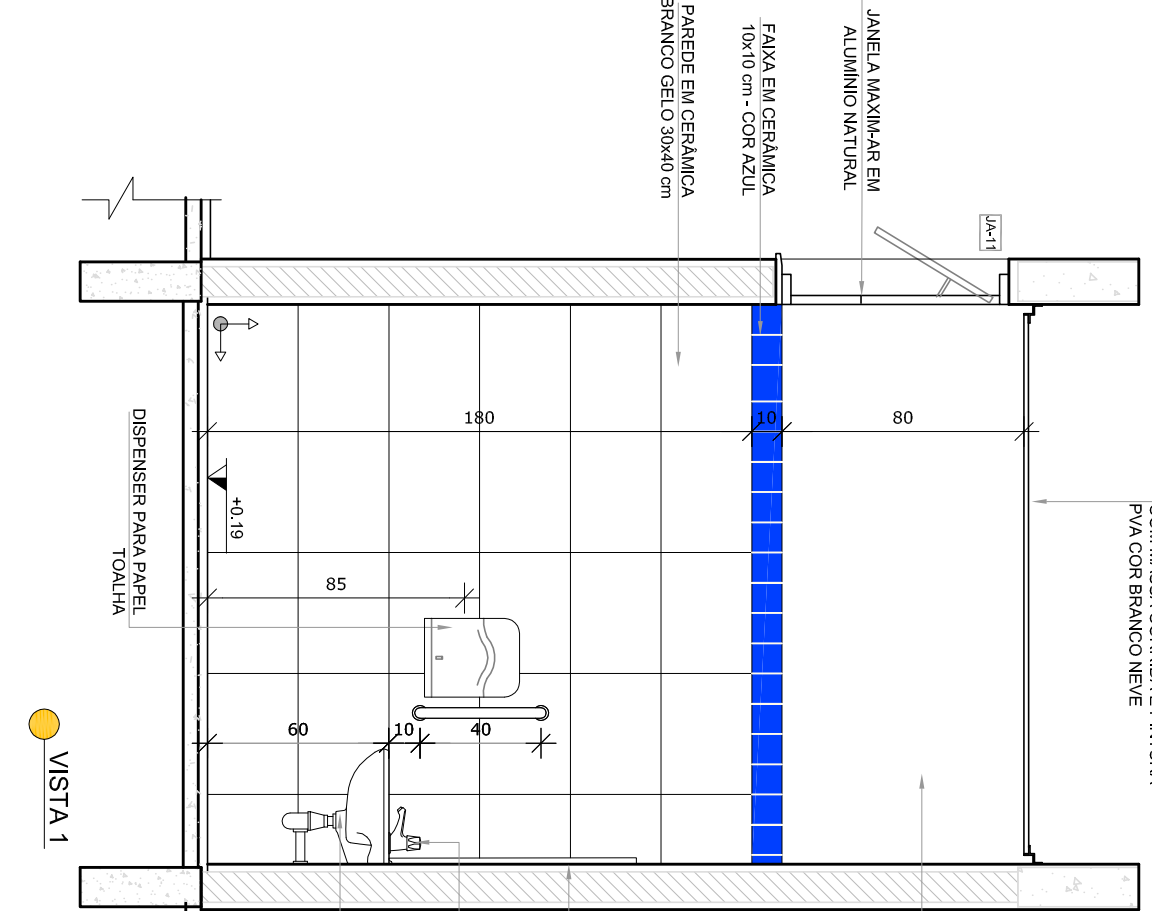 JANELA MAXIM-AR EM
ALUMÍNIO NATURAL
FAIXA EM CERÂMICA
10x10 cm - COR AZUL
PAREDE EM CERÂMICA
BRANCO GELO 30x40 cm
JA-11
180
10
80
+0.19
85
DISPENSER PARA PAPEL
TOALHA
60
10
40
PVA COR BRANCO NEVE
VISTA 1